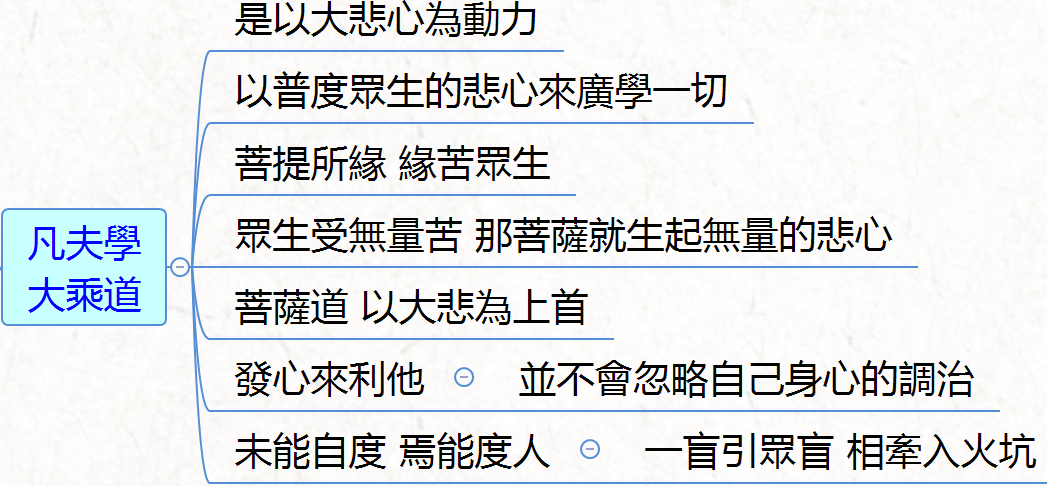 是以大悲心為動力
以普度眾生的悲心來廣學一切
菩提所緣 緣苦眾生
眾生受無量苦 那菩薩就生起無量的悲心
凡夫學
大乘道
菩薩道 以大悲為上首
發心來利他 並不會忽略自己身心的調治
未能自度 焉能度人 一盲引眾盲 相牽入火坑